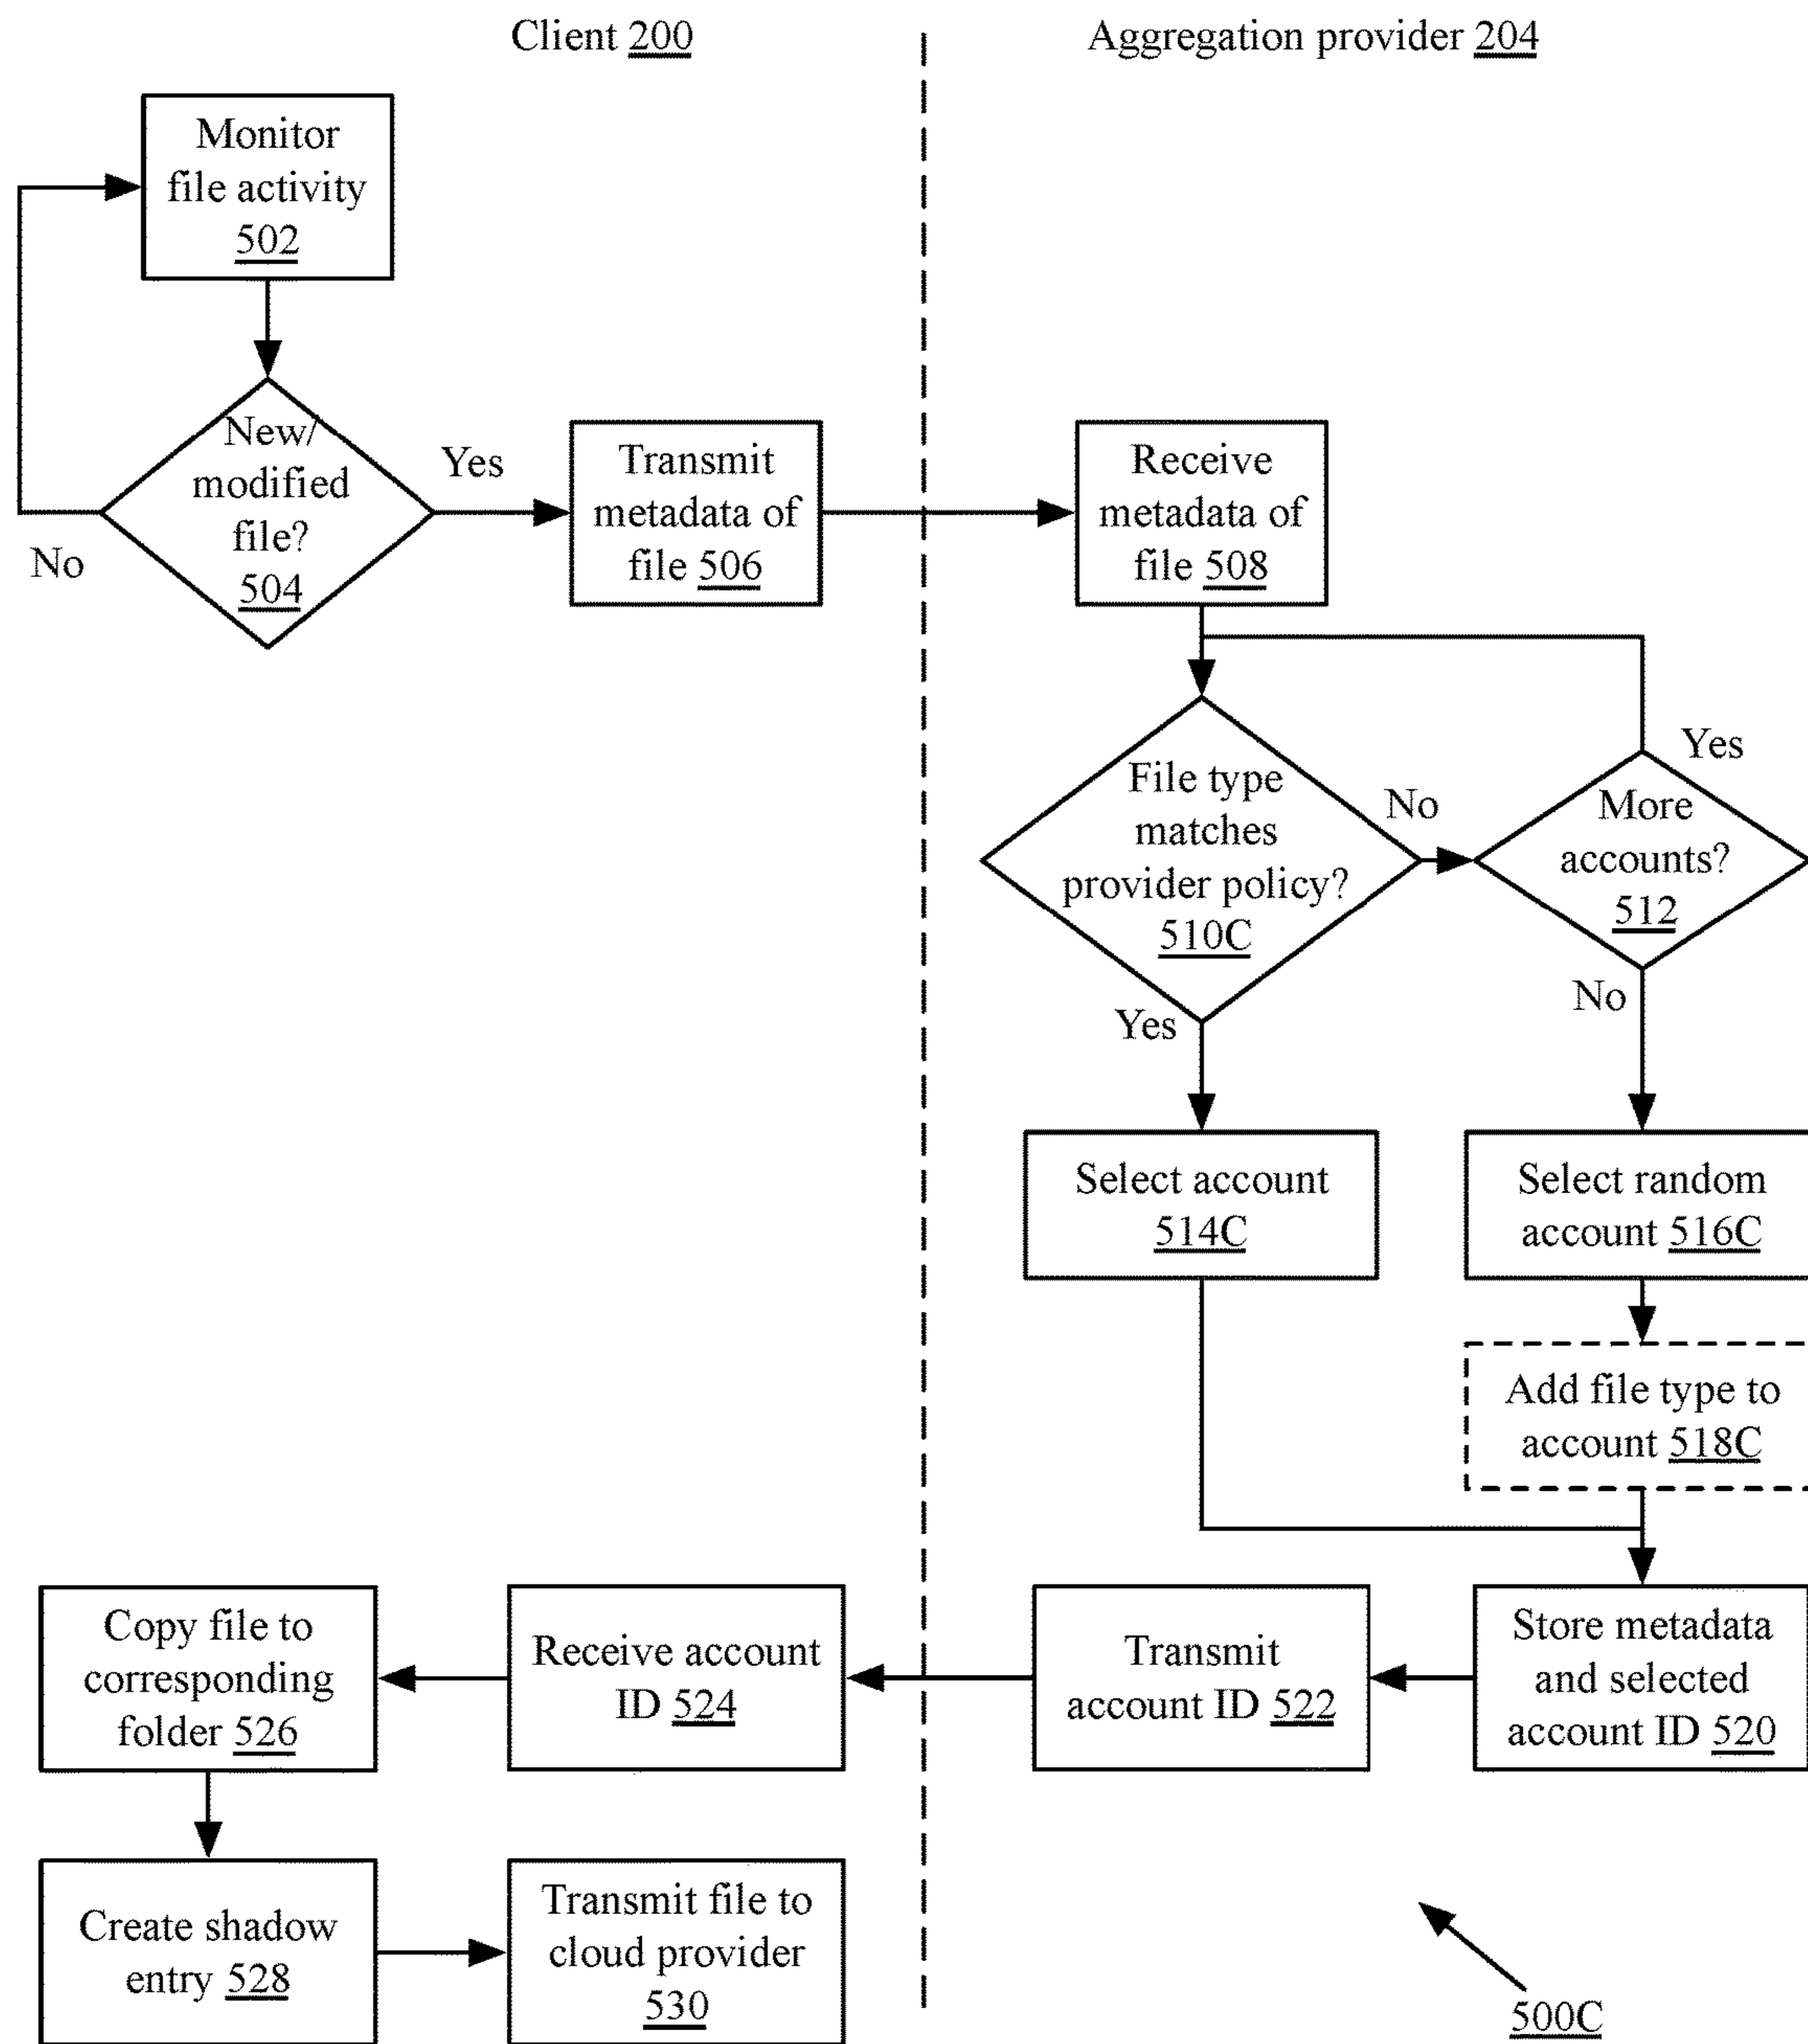 Client 200
Aggregation provider 204
Monitor
file activity
502
New/
modified
file?
504
Yes
No
Transmit
metadata of
file 506
Receive
metadata of
file 508
File type
matches
provider policy?
510C
No
Yes
More
accounts?
512
Yes
No
Select account
514C
Select random
account 516C
Add file type to
account 518C
Store metadata
and selected
account ID 520
Transmit
account ID 522
Receive account
ID 524
Copy file to
corresponding
folder 526
Create shadow
entry 528
Transmit file to
cloud provider
530
500C